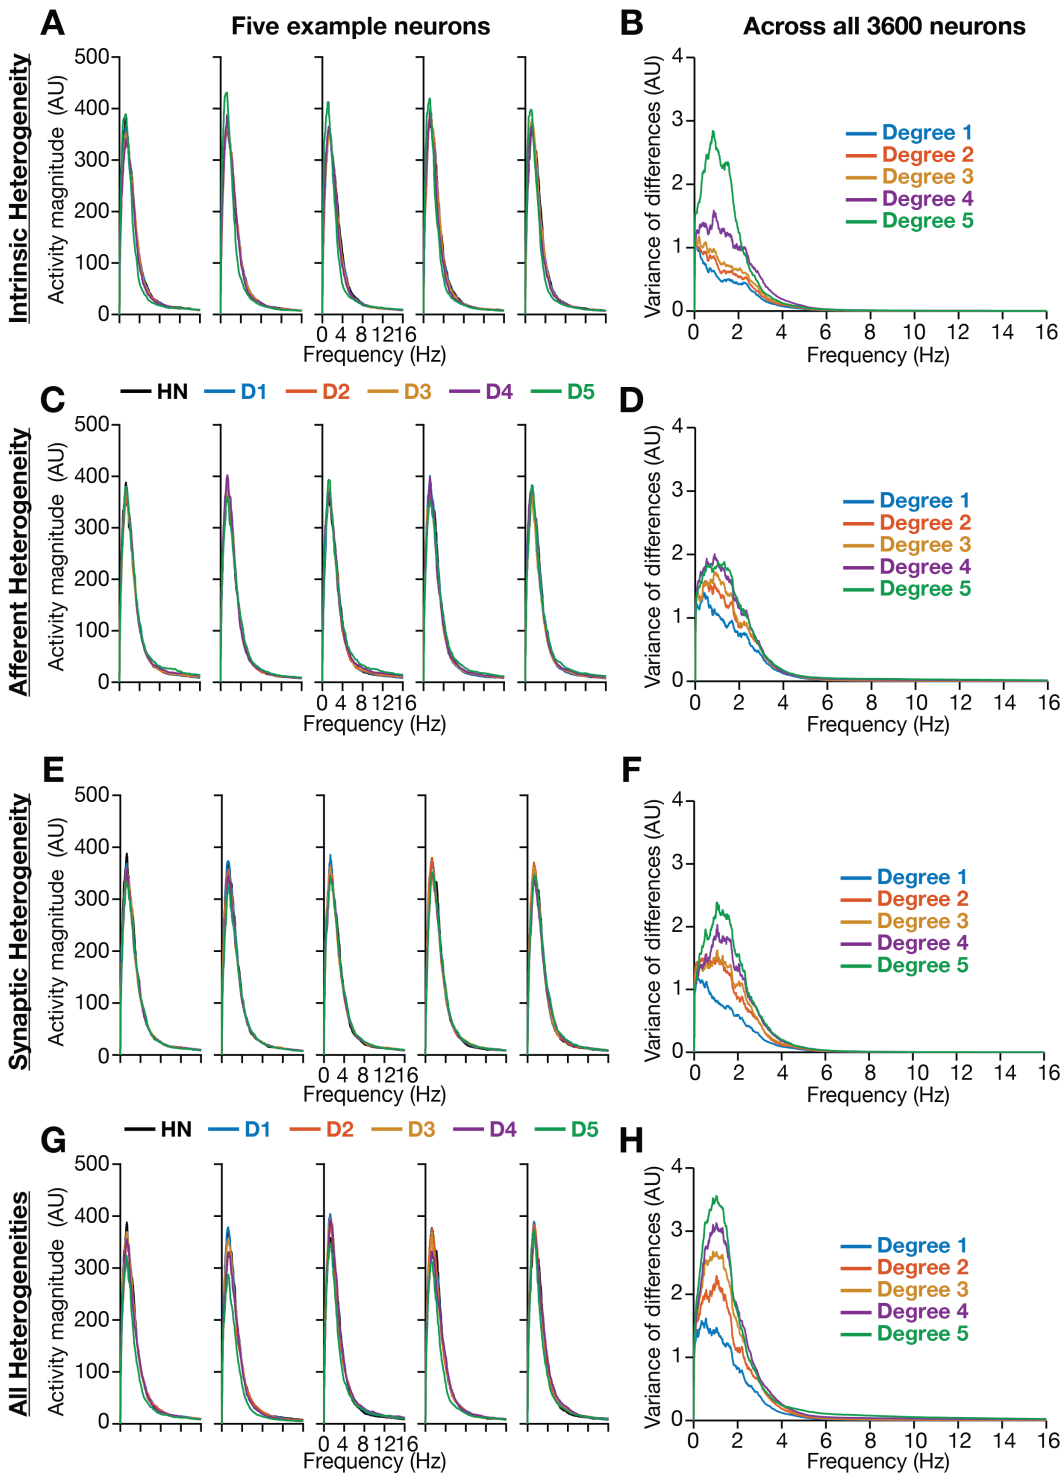 A
Five example neurons
B
Across all 3600 neurons
Intrinsic Heterogeneity
Activity magnitude (AU)
500
400
300
200
100
0
0 4 8 12 16
Frequency (Hz)
Variance of differences (AU)
4
3
2
1
0
Degree 1
Degree 2
Degree 3
Degree 4
Degree 5
0 2 4 6 8 10 12 14 16
Frequency (Hz)
HN D1 D2 D3 D4 D5
C
D
Afferent Heterogeneity
Activity magnitude (AU)
500
400
300
200
100
0
0 4 8 12 16
Frequency (Hz)
Variance of differences (AU)
4
3
2
1
0
Degree 1
Degree 2
Degree 3
Degree 4
Degree 5
0 2 4 6 8 10 12 14 16
Frequency (Hz)
E
F
Synaptic Heterogeneity
Activity magnitude (AU)
500
400
300
200
100
0
0 4 8 12 16
Frequency (Hz)
Variance of differences (AU)
4
3
2
1
0
Degree 1
Degree 2
Degree 3
Degree 4
Degree 5
0 2 4 6 8 10 12 14 16
Frequency (Hz)
HN D1 D2 D3 D4 D5
G
H
All Heterogeneities
Activity magnitude (AU)
500
400
300
200
100
0
0 4 8 12 16
Frequency (Hz)
Variance of differences (AU)
4
3
2
1
0
Degree 1
Degree 2
Degree 3
Degree 4
Degree 5
0 2 4 6 8 10 12 14 16
Frequency (Hz)